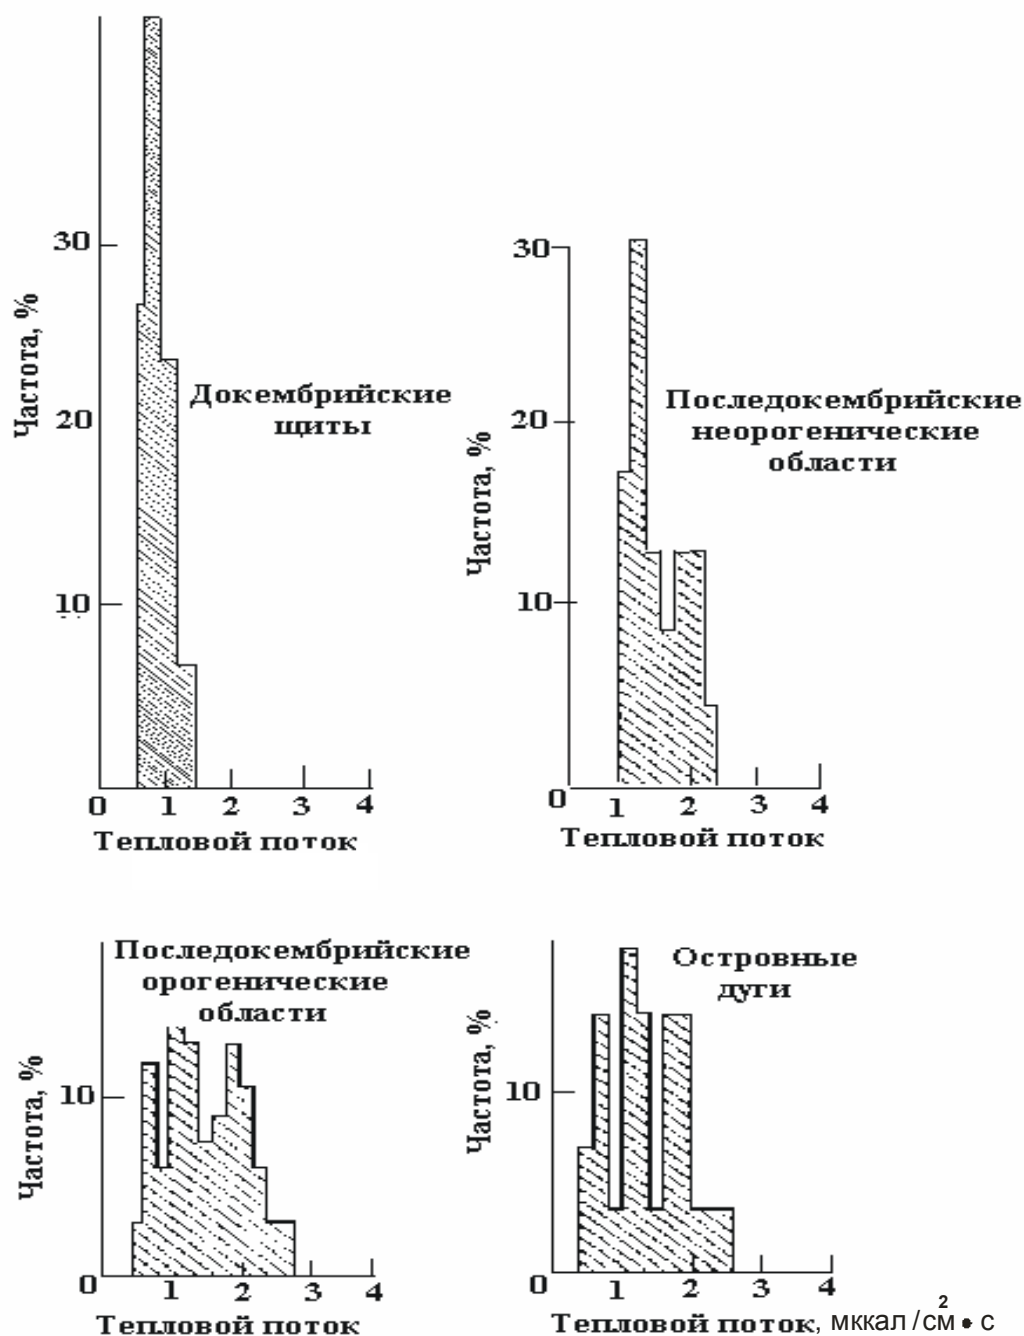 30
20
10
Частота, %
Докембрийские
щиты
0 1 2 3 4
Тепловой поток
30
20
10
Частота, %
Последокембрийские
неорогенические
области
0 1 2 3 4
Тепловой поток
Последокембрийские
орогенические
области
10
Частота, %
0 1 2 3 4
Тепловой поток
Островные
дуги
10
Частота, %
0 1 2 3 4
Тепловой поток, мккал/см² • с